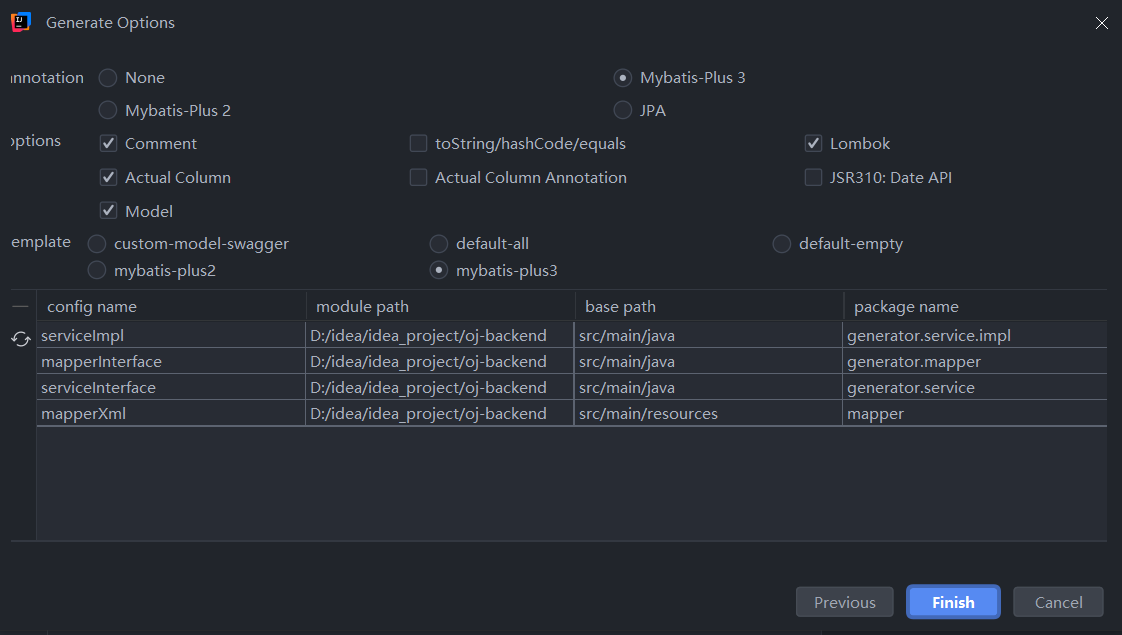 Generate Options
annotation None Mybatis-Plus 3
Mybatis-Plus 2 JPA
options Comment toString/hashCode/equals Lombok
Actual Column Actual Column Annotation JSR310: Date API
Model
emplate custom-model-swagger default-all default-empty
mybatis-plus2 mybatis-plus3
config name module path base path package name
serviceImpl D:/idea/idea_project/oj-backend src/main/java generator.service.impl
mapperInterface D:/idea/idea_project/oj-backend src/main/java generator.mapper
serviceInterface D:/idea/idea_project/oj-backend src/main/java generator.service
mapperXml D:/idea/idea_project/oj-backend src/main/resources mapper
Previous Finish Cancel